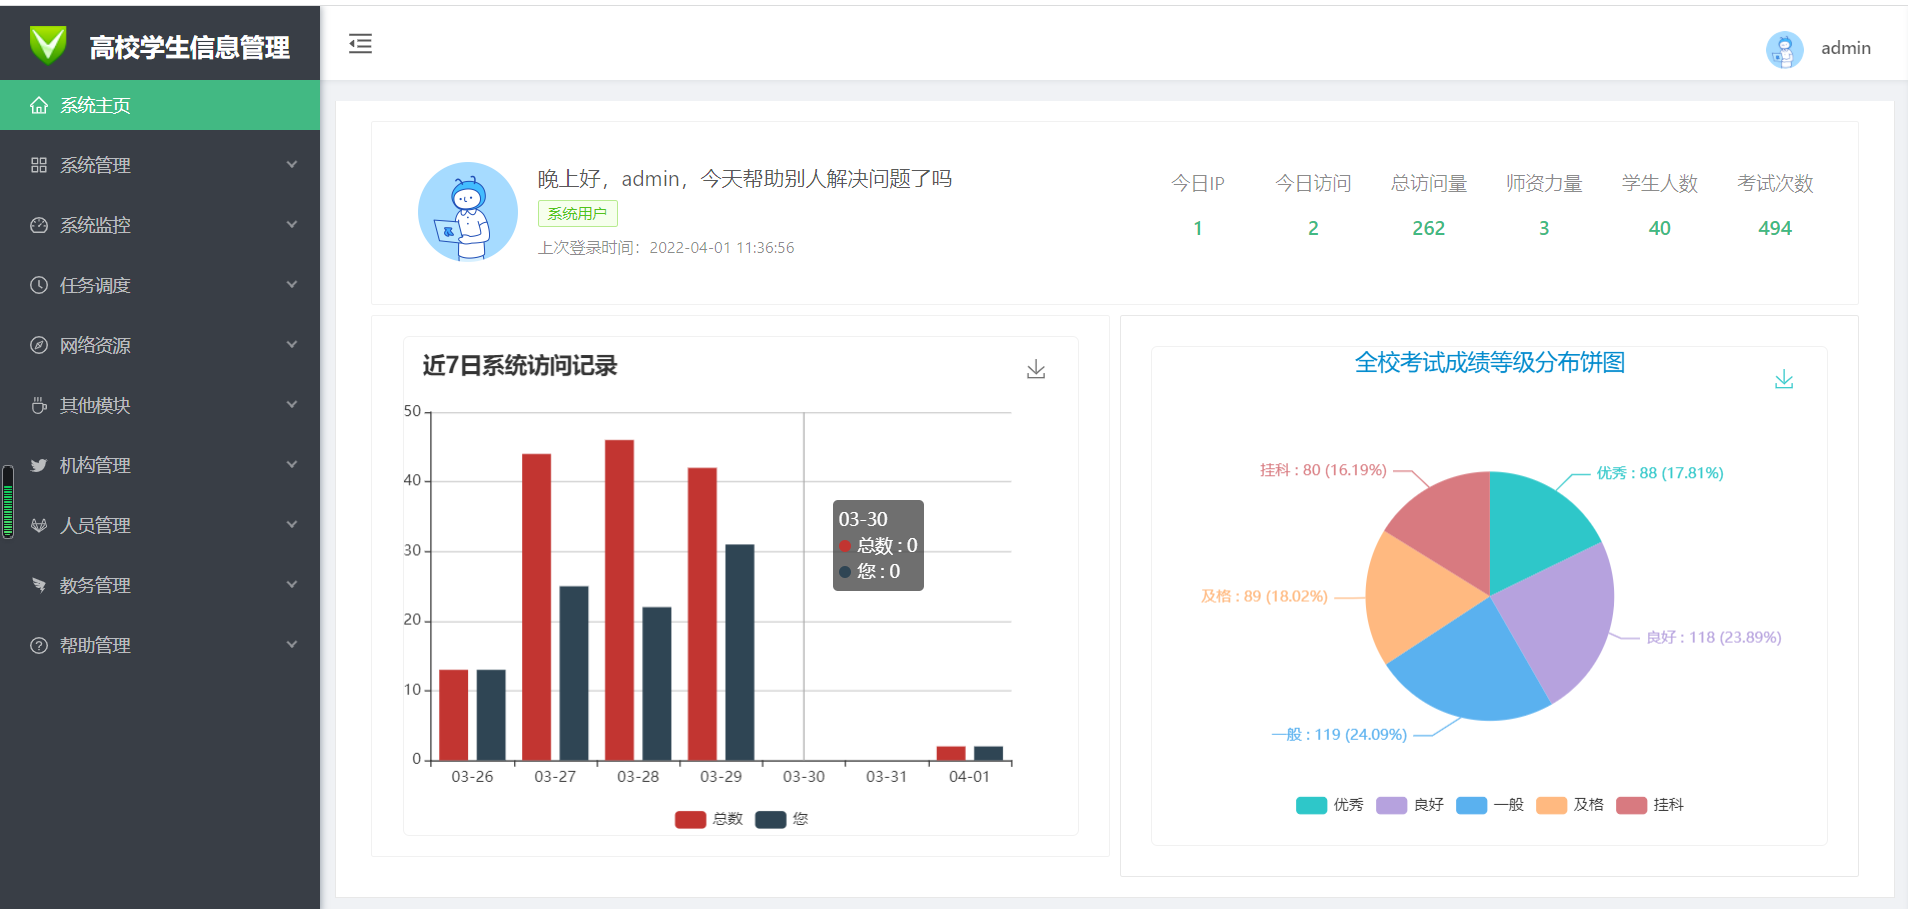 高校学生信息管理
admin
系统主页
系统管理
系统监控
任务调度
网络资源
其他模块
机构管理
人员管理
教务管理
帮助管理
晚上好，admin，今天帮助别人解决问题了吗
系统用户
上次登录时间：2022-04-01 11:36:56
今日IP 今日访问 总访问量 师资力量 学生人数 考试次数
1 2 262 3 40 494
近7日系统访问记录
50
40
30
20
10
0
03-26 03-27 03-28 03-29 03-30 03-31 04-01
03-30
总数 : 0
您 : 0
总数 您
全校考试成绩等级分布饼图
挂科 : 80 (16.19%)
优秀 : 88 (17.81%)
及格 : 89 (18.02%)
良好 : 118 (23.89%)
一般 : 119 (24.09%)
优秀 良好 一般 及格 挂科